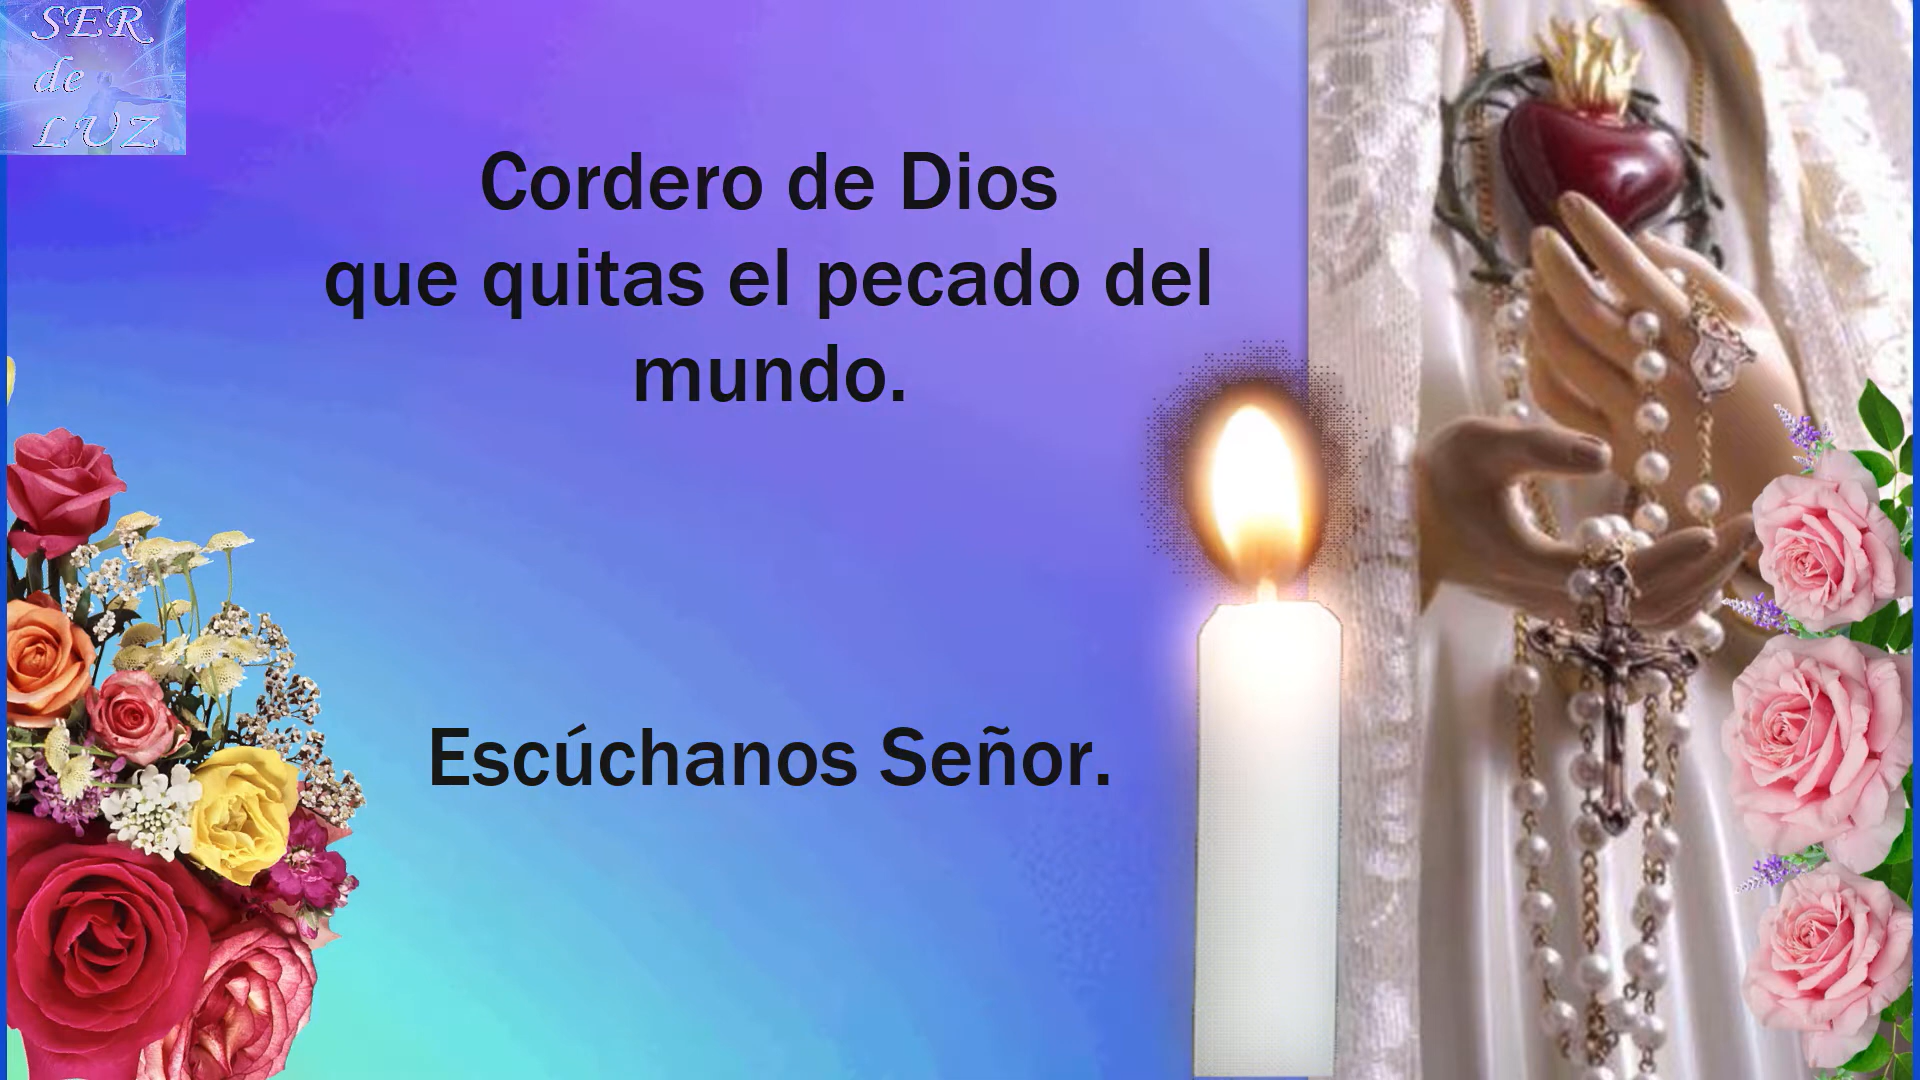 SER
de
LUZ
Cordero de Dios
que quitas el pecado del
mundo.
Escúchanos Señor.